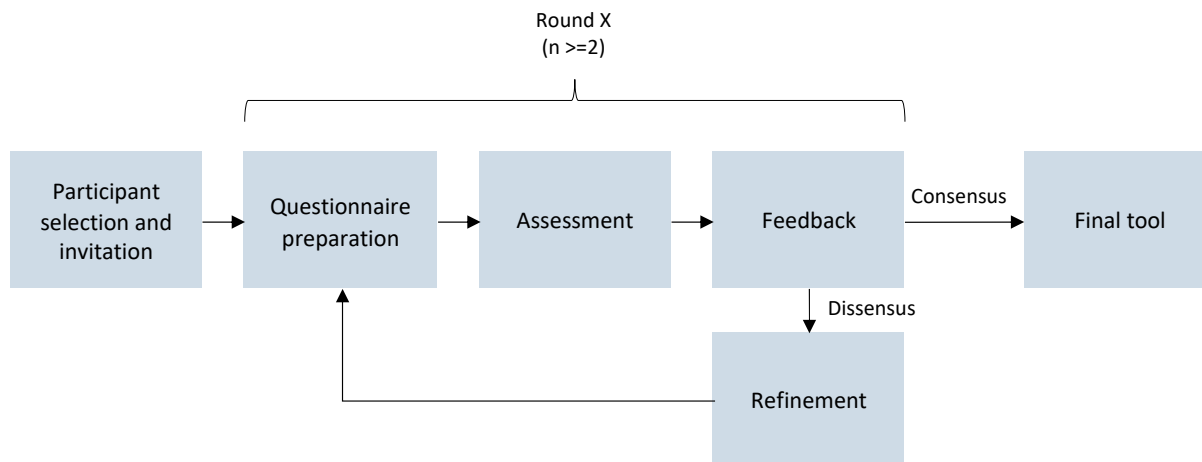 Round X
(n >=2)
Participant
selection and
invitation
Questionnaire
preparation
Assessment
Feedback
Consensus
Final tool
Dissensus
Refinement